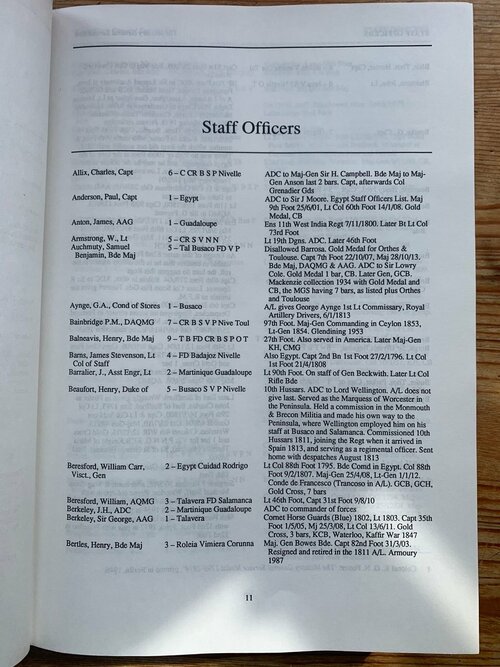 Staff Officers
Allix, Charles, Capt 6 – C CR B S P Nivelle ADC to Maj-Gen Sir H. Campbell. Bde Maj to Maj-
Gen Anson last 2 bars. Capt, afterwards Col
Grenadier Gds
Anderson, Paul, Capt 1 – Egypt ADC to Sir J Moore. Egypt Staff Officers List. Maj
9th Foot 25/6/01, Lt Col 60th Foot 14/1/08. Gold
Medal, CB
Anton, James, AAG 1 – Guadaloupe Ens 11th West India Regt 7/11/1800. Later Bt Lt Col
73rd Foot
Armstrong, W., Lt 5 – CR S V N N Lt 19th Dgns. ADC. Later 46th Foot
Auchmuty, Samuel 5 – Tal Busaco FD V P Disallowed Barrosa. Gold Medal for Orthes &
Benjamin, Bde Maj Toulouse. Capt 7th Foot 22/10/07, Maj 28/10/13.
Bde Maj, DAQMG & AAG. ADC to Sir Lowry
Cole. Gold Medal 1 bar, CB. Later Gen, GCB.
Mackenzie collection 1934 with Gold Medal and
CB, the MGS having 7 bars, as listed plus Orthes
and Toulouse
Aynge, G.A., Cond of Stores 1 – Busaco A/L gives George Aynge 1st Lt Commissary, Royal
Artillery Drivers, 6/1/1813
Bainbridge P.M., DAQMG 7 – CR B S V P Nive Toul 97th Foot. Maj-Gen Commanding in Ceylon 1853,
Lt-Gen 1854. Glendining 1953
Balneavis, Henry, Bde Maj 9 – T B FD CR B S P O T 27th Foot. Also served in America. Later Maj-Gen
KH, CMG
Barns, James Stevenson, Lt 4 – FD Badajoz Nivelle Also Egypt. Capt 2nd Bn 1st Foot 27/2/1796. Lt Col
Col of Staff 1st Foot 21/4/1808
Barralier, J., Asst Engr, Lt 2 – Martinique Guadaloupe Lt 90th Foot. On staff of Gen Beckwith. Later Lt Col
Rifle Bde
Beaufort, Henry, Duke of 5 – Busaco S V P Nivelle 10th Hussars. ADC to Lord Wellington. A/L does not
give last. Served as the Marquess of Worcester in
the Peninsula. Held a commission in the Monmouth
& Brecon Militia and made his own way to the
Peninsula, where Wellington employed him on his
staff at Busaco and Salamanca. Commissioned 10th
Hussars 1811, joining the Regt when it arrived in
Spain 1813, and serving as a regimental officer. Sent
home with despatches August 1813
Beresford, William Carr, 2 – Egypt Cuidad Rodrigo Lt Col 88th Foot 1795. Bde Comd in Egypt. Col 88th
Visct., Gen Foot 9/2/1807. Maj-Gen 25/4/08, Lt-Gen 1/1/12.
Conde de Francesco (Trancoso in A/L). GCB, GCH,
Gold Cross, 7 bars
Beresford, William, AQMG 3 – Talavera FD Salamanca Lt 46th Foot, Capt 31st Foot 9/8/10
Berkeley, J.H., ADC 2 – Martinique Guadaloupe ADC to commander of forces
Berkeley, Sir George, AAG 1 – Talavera Cornet Horse Guards (Blue) 1802, Lt 1803. Capt 35th
Foot 1/5/05, Mj 25/3/08, Lt Col 13/6/11. Gold
Cross, 3 bars, KCB, Waterloo, Kaffir War 1847
Bertles, Henry, Bde Maj 3 – Roleia Vimiera Corunna Maj. Gen Bowes Bde. Capt 82nd Foot 31/3/03.
Resigned and retired in the 1811 A/L. Armoury
1987
11